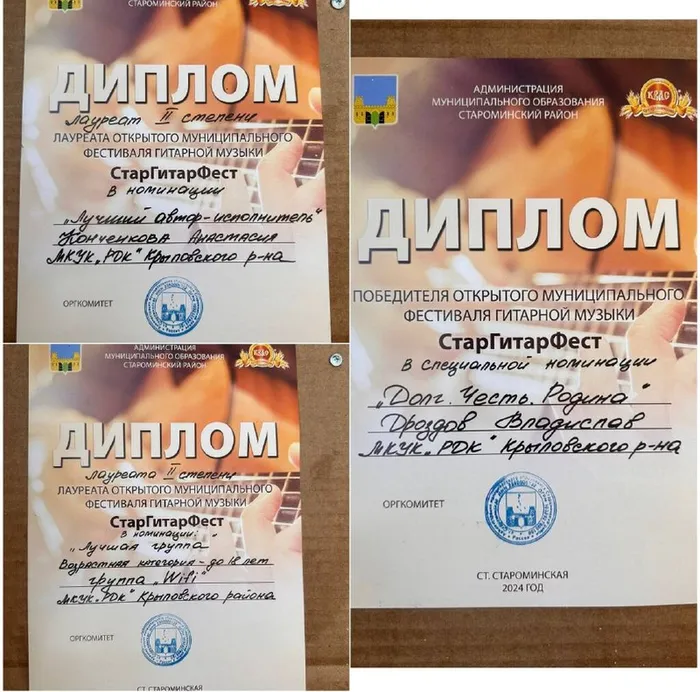 СТАРОМИНСКИЙ РАЙОН
ДИПЛОМ
Лауреат II степени
ЛАУРЕАТА ОТКРЫТОГО МУНИЦИПАЛЬНОГО
ФЕСТИВАЛЯ ГИТАРНОЙ МУЗЫКИ
СтарГитарФест
в номинации
„Лучший автор-исполнитель“
Конченкова Анастасия
МКУК „РДК“ Крыловского р-на
ОРГКОМИТЕТ
АДМИНИСТРАЦИЯ
МУНИЦИПАЛЬНОГО ОБРАЗОВАНИЯ
СТАРОМИНСКИЙ РАЙОН
ДИПЛОМ
Лауреата II степени
ЛАУРЕАТА ОТКРЫТОГО МУНИЦИПАЛЬНОГО
ФЕСТИВАЛЯ ГИТАРНОЙ МУЗЫКИ
СтарГитарФест
в номинации:
„Лучшая группа
Возрастная категория - до 18 лет
группа „Wifi“
МКУК „РДК“ Крыловского района
ОРГКОМИТЕТ
СТ. СТАРОМИНСКАЯ
АДМИНИСТРАЦИЯ
МУНИЦИПАЛЬНОГО ОБРАЗОВАНИЯ
СТАРОМИНСКИЙ РАЙОН
КРДС
ДИПЛОМ
ПОБЕДИТЕЛЯ ОТКРЫТОГО МУНИЦИПАЛЬНОГО
ФЕСТИВАЛЯ ГИТАРНОЙ МУЗЫКИ
СтарГитарФест
в специальной номинации
„Долг. Честь. Родина“
Дроздов Владислав
МКУК „РДК“ Крыловского р-на
ОРГКОМИТЕТ
СТ. СТАРОМИНСКАЯ
2024 ГОД